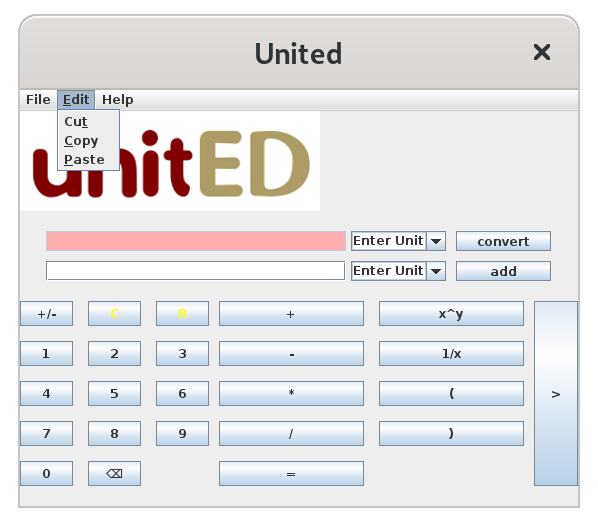 United
File Edit Help
Cut
Copy
Paste
unitED
Enter Unit convert
Enter Unit add
+/- C B + x^y
1 2 3 - 1/x >
4 5 6 * (
7 8 9 / )
0 ⌫ =